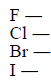 F —
Cl —
Br —
I —